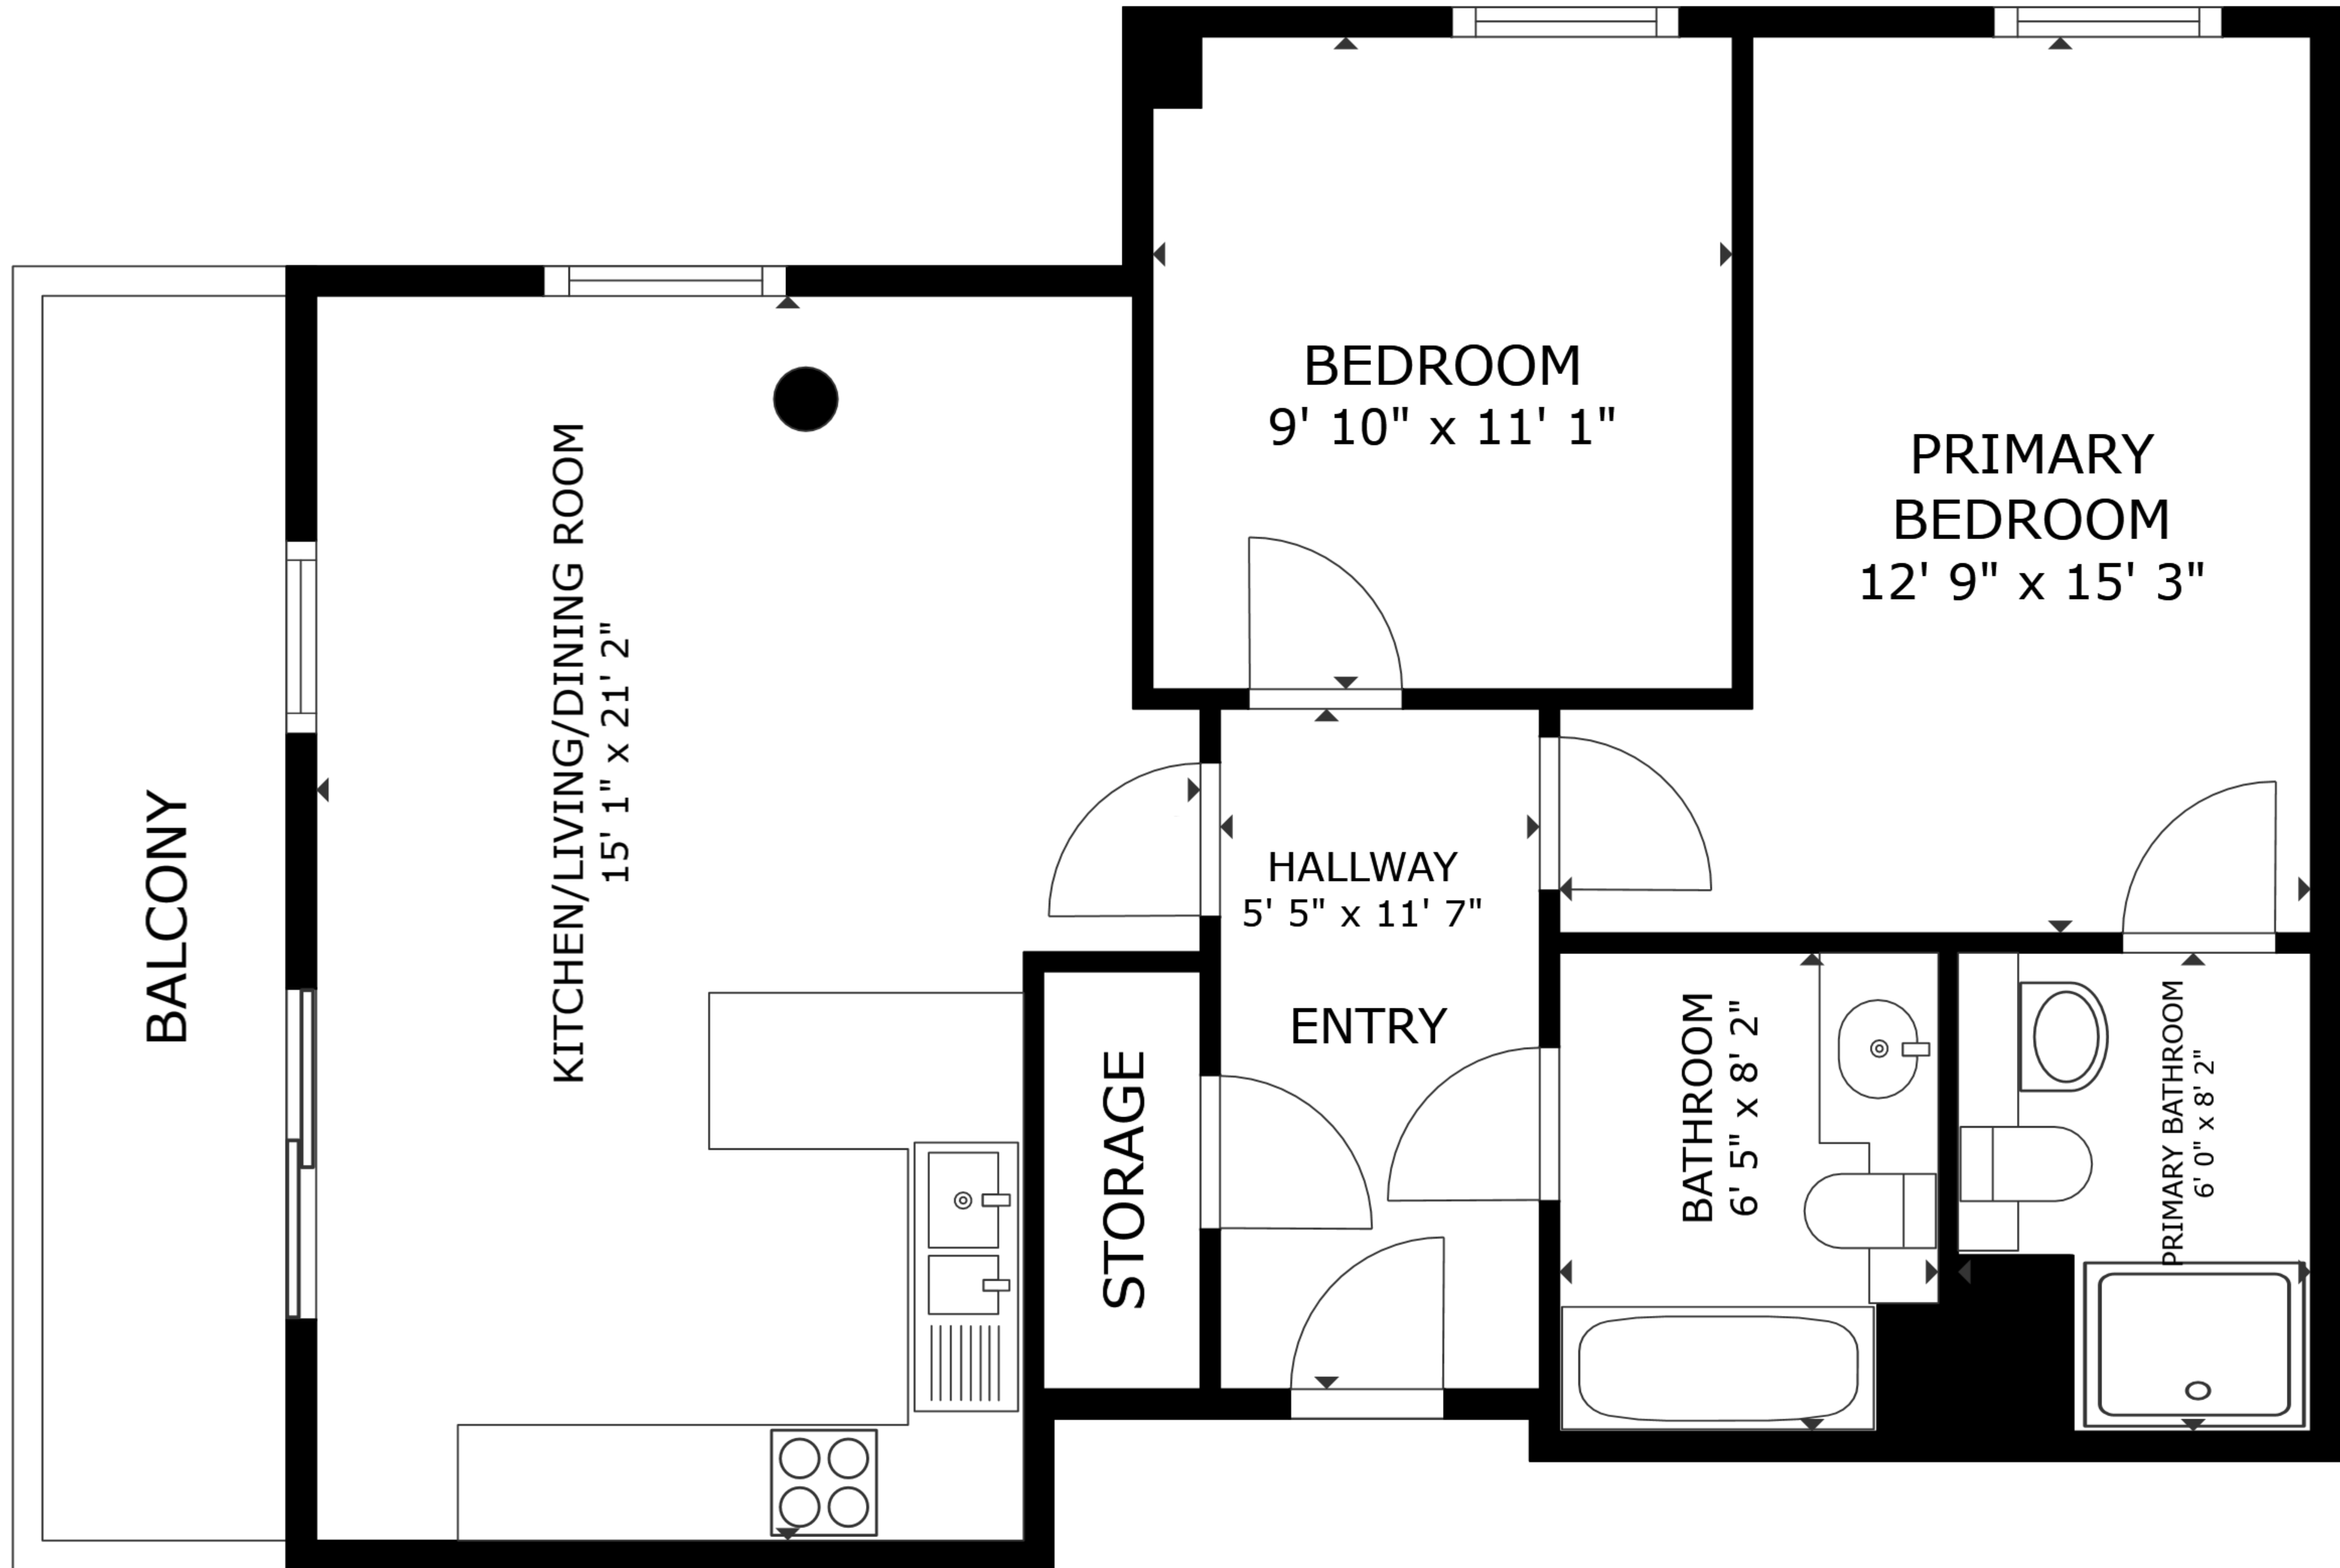 BALCONY
KITCHEN/LIVING/DINING ROOM
15' 1" x 21' 2"
BEDROOM
9' 10" x 11' 1"
PRIMARY
BEDROOM
12' 9" x 15' 3"
HALLWAY
5' 5" x 11' 7"
ENTRY
STORAGE
BATHROOM
6' 5" x 8' 2"
PRIMARY BATHROOM
6' 0" x 8' 2"